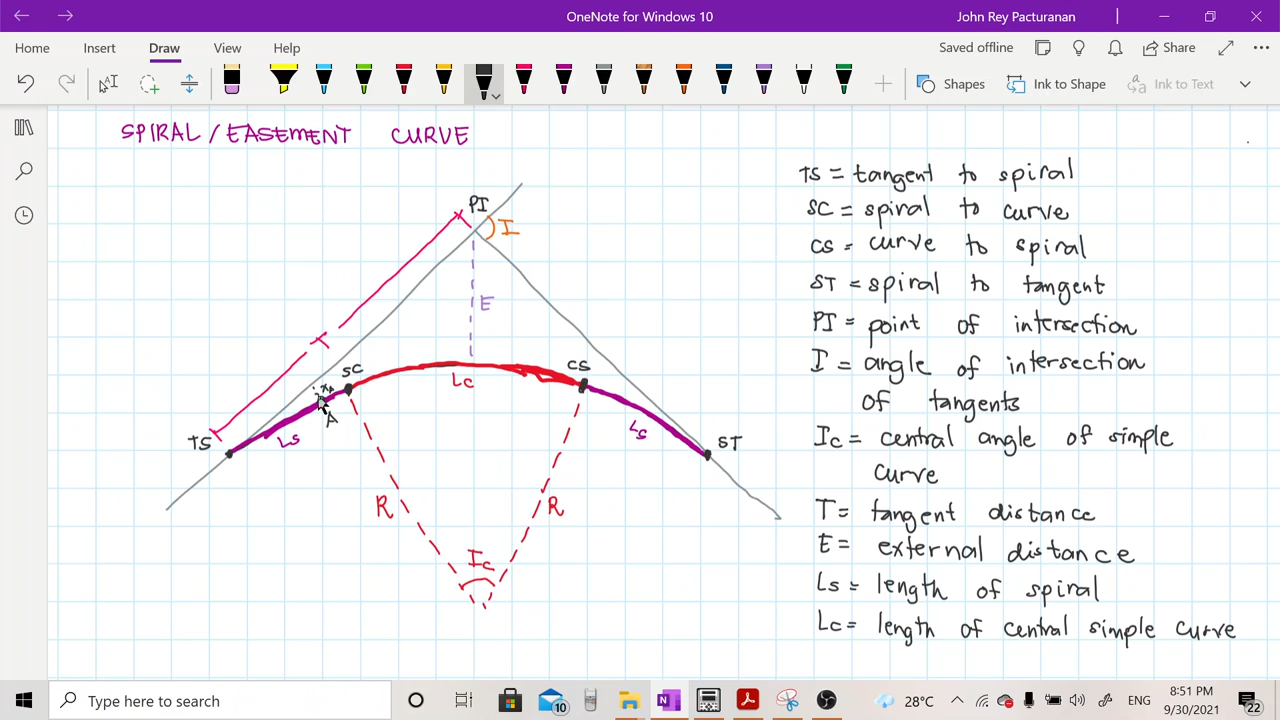 OneNote for Windows 10
John Rey Pacturanan
Home Insert Draw View Help
Saved offline
Share
Shapes
Ink to Shape
Ink to Text
SPIRAL/EASEMENT CURVE
PI
I
T
E
SC
CS
Lc
A
TS
Ls
Ls
ST
R
R
Ic
TS = tangent to spiral
SC = spiral to curve
CS = curve to spiral
ST = spiral to tangent
PI = point of intersection
I = angle of intersection
of tangents
Ic = central angle of simple
curve
T = tangent distance
E = external distance
Ls = length of spiral
Lc = length of central simple curve
Type here to search
10
28°C
ENG
8:51 PM
9/30/2021
22